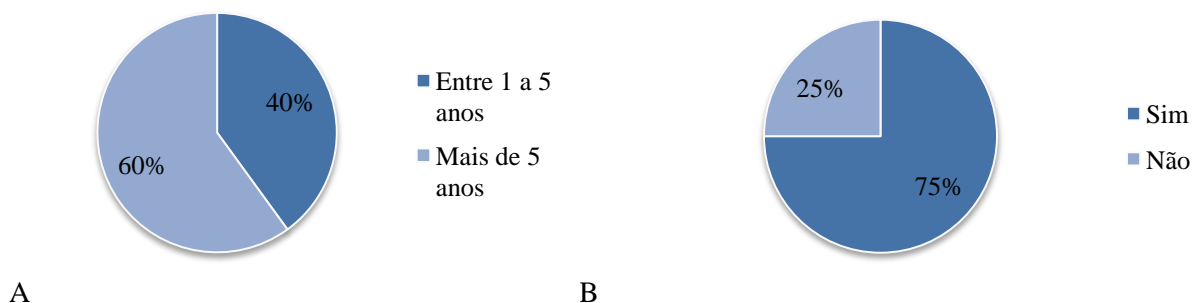 40%
60%
Entre 1 a 5
anos
Mais de 5
anos
A
25%
75%
Sim
Não
B